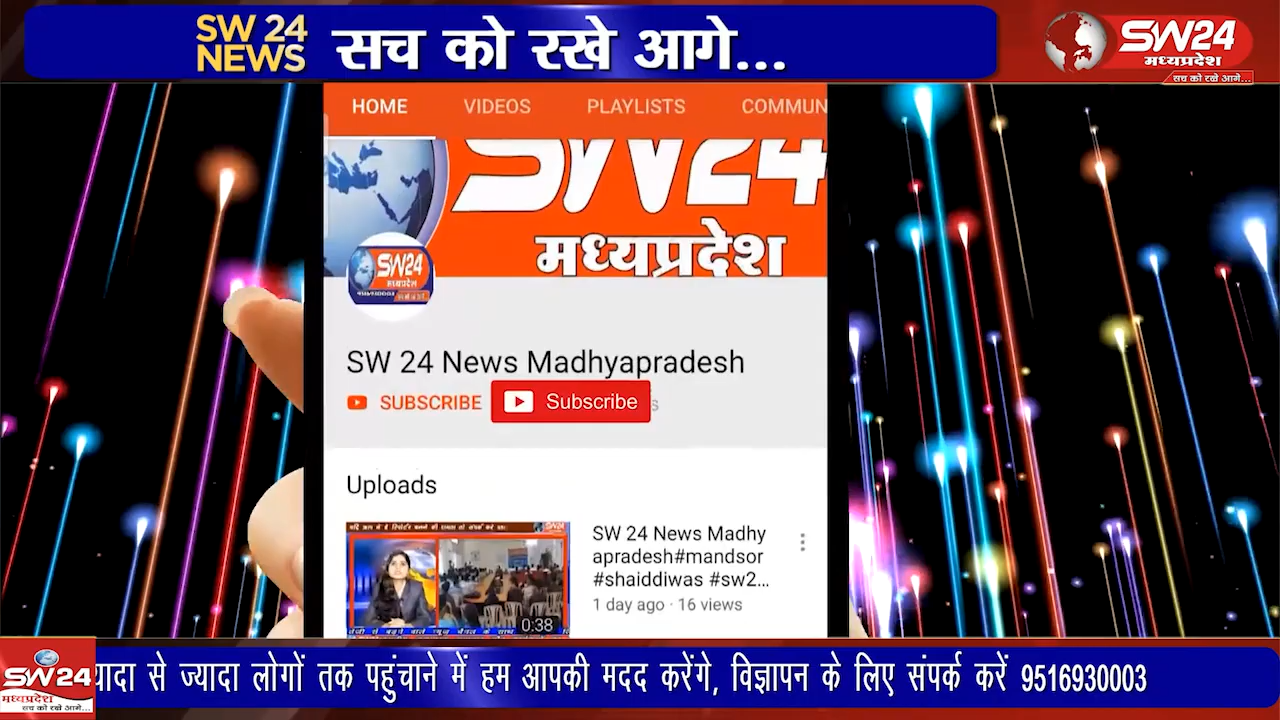 SW 24
NEWS
सच को रखे आगे...
SW24
मध्यप्रदेश
सच को रखे आगे...
HOME VIDEOS PLAYLISTS COMMUN
SW24
मध्यप्रदेश
SW24
मध्यप्रदेश
SW 24 News Madhyapradesh
SUBSCRIBE
Subscribe
s
Uploads
SW 24 News Madhy
apradesh#mandsor
#shaiddiwas #sw2...
1 day ago · 16 views
0:38
SW24
मध्यप्रदेश
सच को रखे आगे...
यादा से ज्यादा लोगों तक पहुंचाने में हम आपकी मदद करेंगे, विज्ञापन के लिए संपर्क करें 9516930003